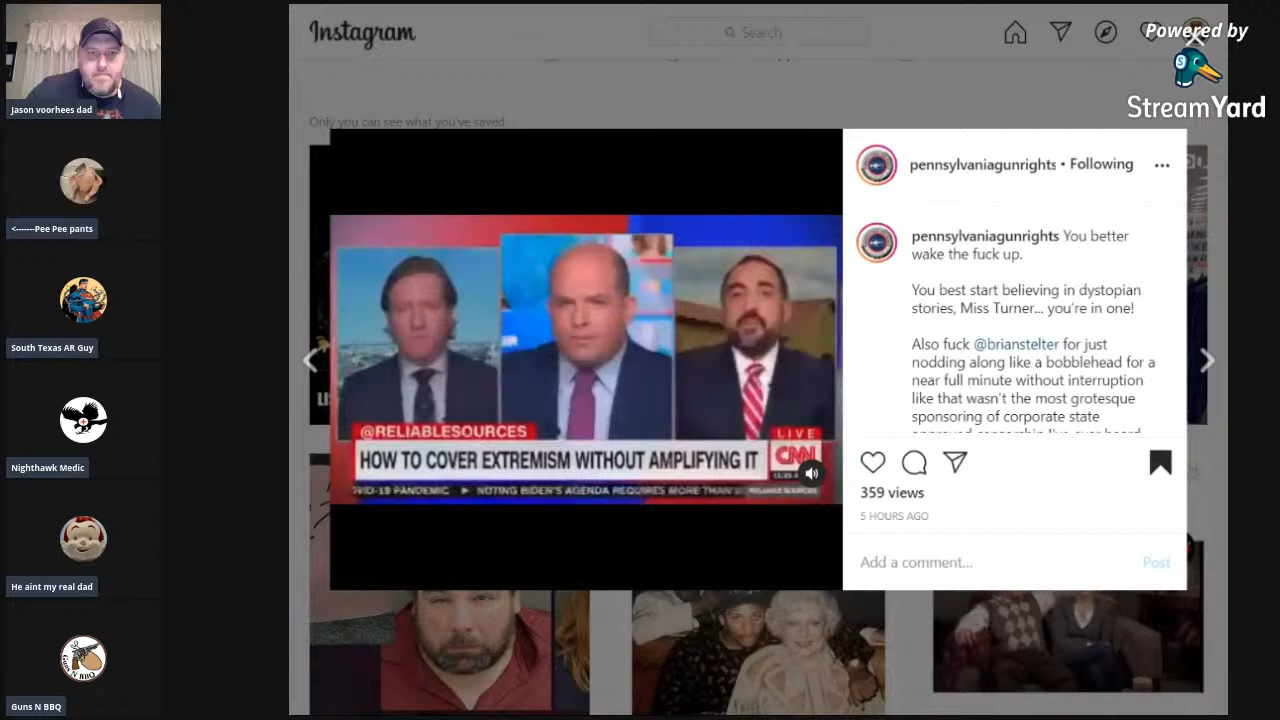 Jason voorhees dad
<-------Pee Pee pants
South Texas AR Guy
Nighthawk Medic
He aint my real dad
Guns N BBQ
Instagram
Search
Powered by
StreamYard
Only you can see what you've saved
pennsylvaniagunrights • Following
pennsylvaniagunrights You better
wake the fuck up.
You best start believing in dystopian
stories, Miss Turner... you're in one!
Also fuck @brianstelter for just
nodding along like a bobblehead for a
near full minute without interruption
like that wasn't the most grotesque
sponsoring of corporate state
@RELIABLESOURCES
LIVE
HOW TO COVER EXTREMISM WITHOUT AMPLIFYING IT
CNN
VID-19 PANDEMIC ► NOTING BIDEN'S AGENDA REQUIRES MORE THAN
RELIABLE SOURCES
359 views
5 HOURS AGO
Add a comment...
Post